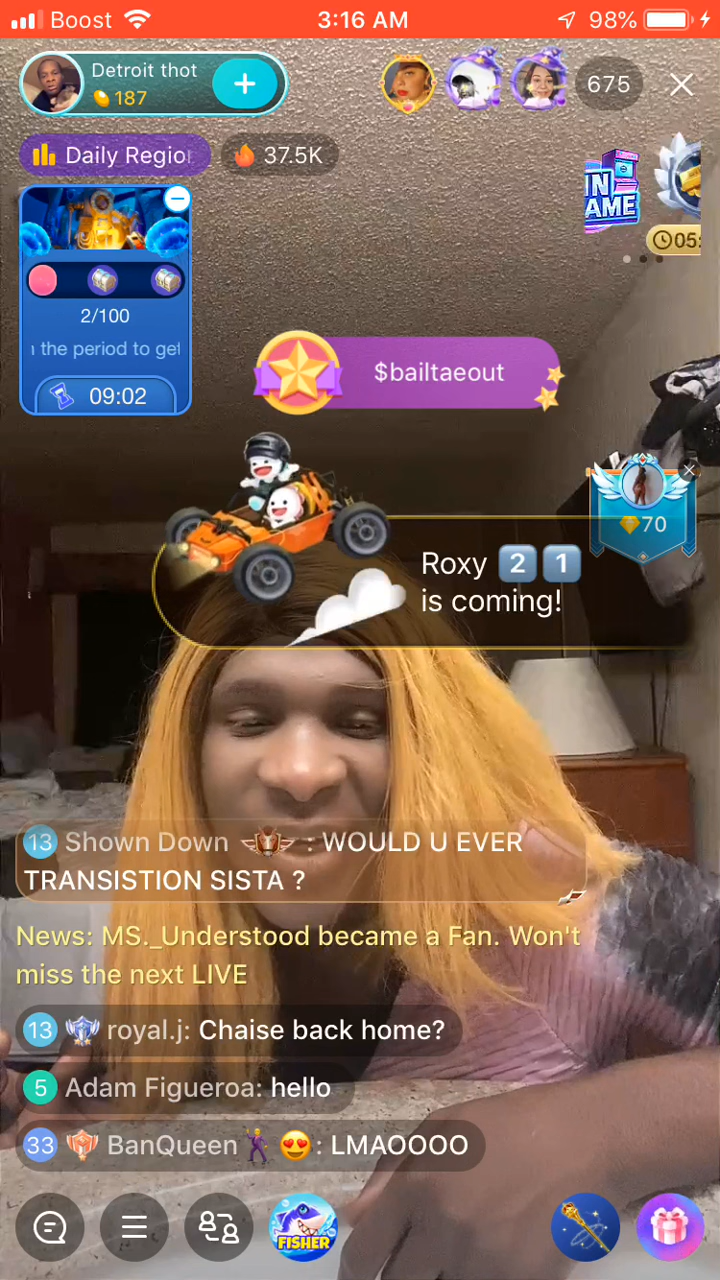 Boost
3:16 AM
98%
Detroit thot
187
675
Daily Regio
37.5K
IN
AME
05:
2/100
the period to get
09:02
$bailtaeout
70
Roxy 2 1
is coming!
13 Shown Down : WOULD U EVER
TRANSISTION SISTA ?
News: MS._Understood became a Fan. Won't
miss the next LIVE
13 royal.j: Chaise back home?
5 Adam Figueroa: hello
33 BanQueen🕺😍: LMAOOOO
FISHER